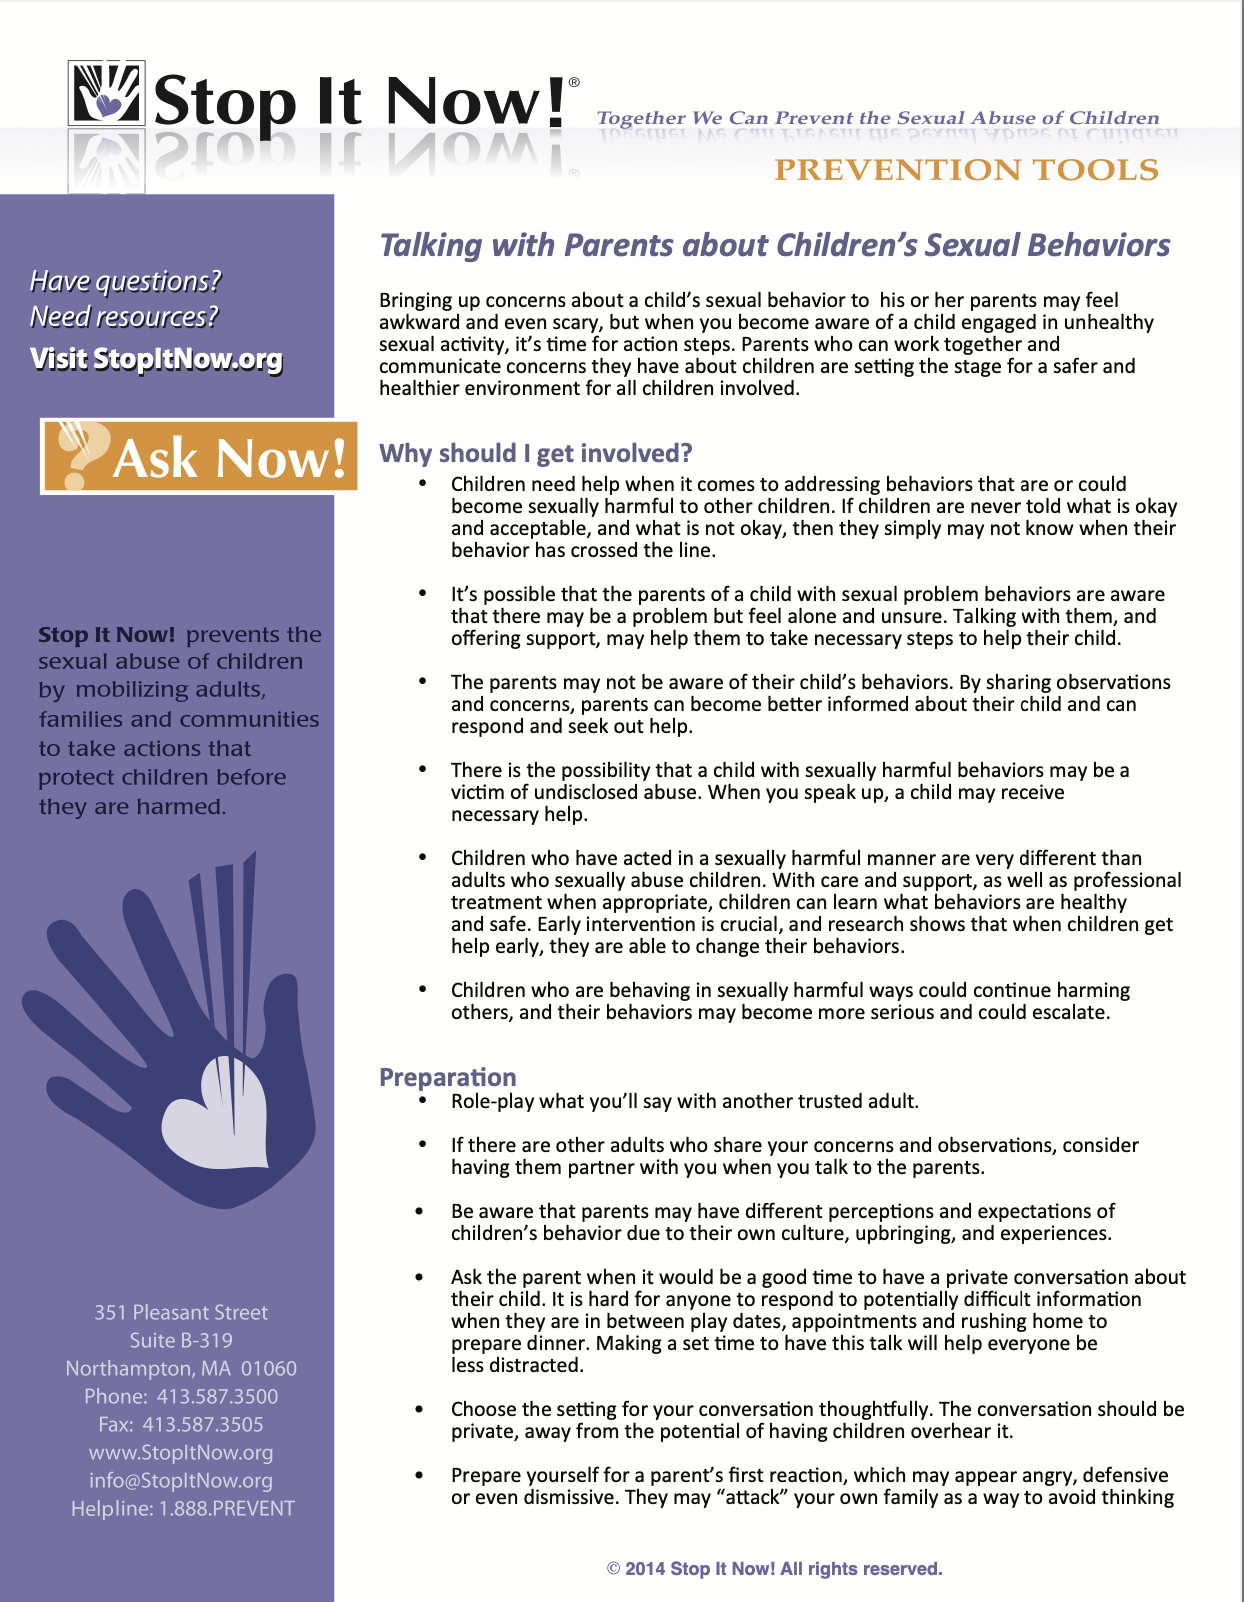 Stop It Now!®
Together We Can Prevent the Sexual Abuse of Children
PREVENTION TOOLS
Have questions?
Need resources?
Visit StopItNow.org
? Ask Now!
Stop It Now! prevents the
sexual abuse of children
by mobilizing adults,
families and communities
to take actions that
protect children before
they are harmed.
351 Pleasant Street
Suite B-319
Northampton, MA 01060
Phone: 413.587.3500
Fax: 413.587.3505
www.StopItNow.org
info@StopItNow.org
Helpline: 1.888.PREVENT
Talking with Parents about Children's Sexual Behaviors
Bringing up concerns about a child's sexual behavior to his or her parents may feel
awkward and even scary, but when you become aware of a child engaged in unhealthy
sexual activity, it's time for action steps. Parents who can work together and
communicate concerns they have about children are setting the stage for a safer and
healthier environment for all children involved.
Why should I get involved?
• Children need help when it comes to addressing behaviors that are or could
become sexually harmful to other children. If children are never told what is okay
and acceptable, and what is not okay, then they simply may not know when their
behavior has crossed the line.
• It's possible that the parents of a child with sexual problem behaviors are aware
that there may be a problem but feel alone and unsure. Talking with them, and
offering support, may help them to take necessary steps to help their child.
• The parents may not be aware of their child's behaviors. By sharing observations
and concerns, parents can become better informed about their child and can
respond and seek out help.
• There is the possibility that a child with sexually harmful behaviors may be a
victim of undisclosed abuse. When you speak up, a child may receive
necessary help.
• Children who have acted in a sexually harmful manner are very different than
adults who sexually abuse children. With care and support, as well as professional
treatment when appropriate, children can learn what behaviors are healthy
and safe. Early intervention is crucial, and research shows that when children get
help early, they are able to change their behaviors.
• Children who are behaving in sexually harmful ways could continue harming
others, and their behaviors may become more serious and could escalate.
Preparation
• Role-play what you'll say with another trusted adult.
• If there are other adults who share your concerns and observations, consider
having them partner with you when you talk to the parents.
• Be aware that parents may have different perceptions and expectations of
children's behavior due to their own culture, upbringing, and experiences.
• Ask the parent when it would be a good time to have a private conversation about
their child. It is hard for anyone to respond to potentially difficult information
when they are in between play dates, appointments and rushing home to
prepare dinner. Making a set time to have this talk will help everyone be
less distracted.
• Choose the setting for your conversation thoughtfully. The conversation should be
private, away from the potential of having children overhear it.
• Prepare yourself for a parent's first reaction, which may appear angry, defensive
or even dismissive. They may "attack" your own family as a way to avoid thinking
© 2014 Stop It Now! All rights reserved.